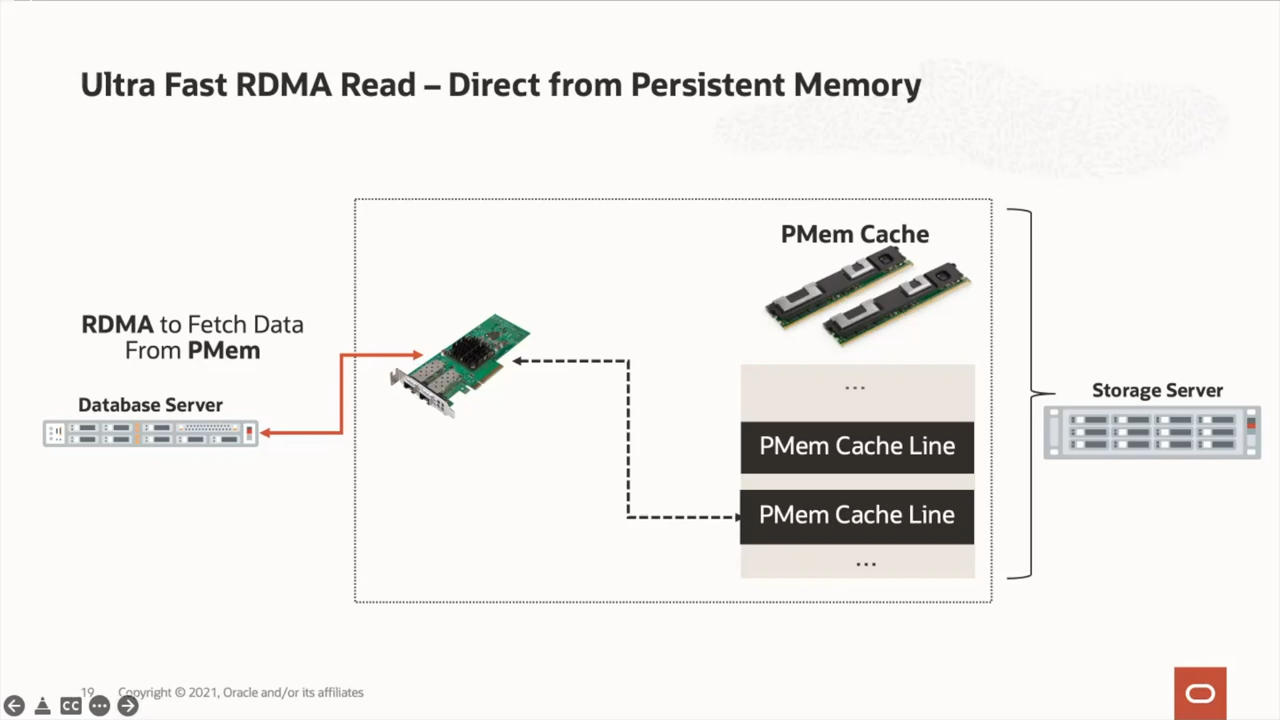 Ultra Fast RDMA Read – Direct from Persistent Memory
PMem Cache
RDMA to Fetch Data
From PMem
Database Server
Storage Server
...
PMem Cache Line
PMem Cache Line
...
19 Copyright © 2021, Oracle and/or its affiliates
CC